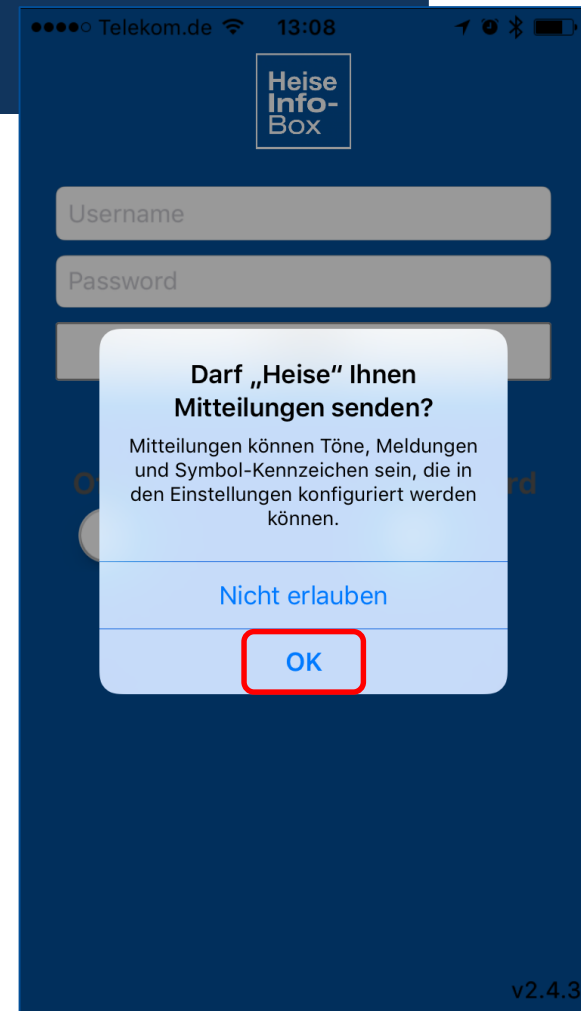 Telekom.de 13:08
Heise
Info-
Box
Username
Password
Darf „Heise“ Ihnen
Mitteilungen senden?
Mitteilungen können Töne, Meldungen
und Symbol-Kennzeichen sein, die in
den Einstellungen konfiguriert werden
können.
Nicht erlauben
OK
v2.4.3